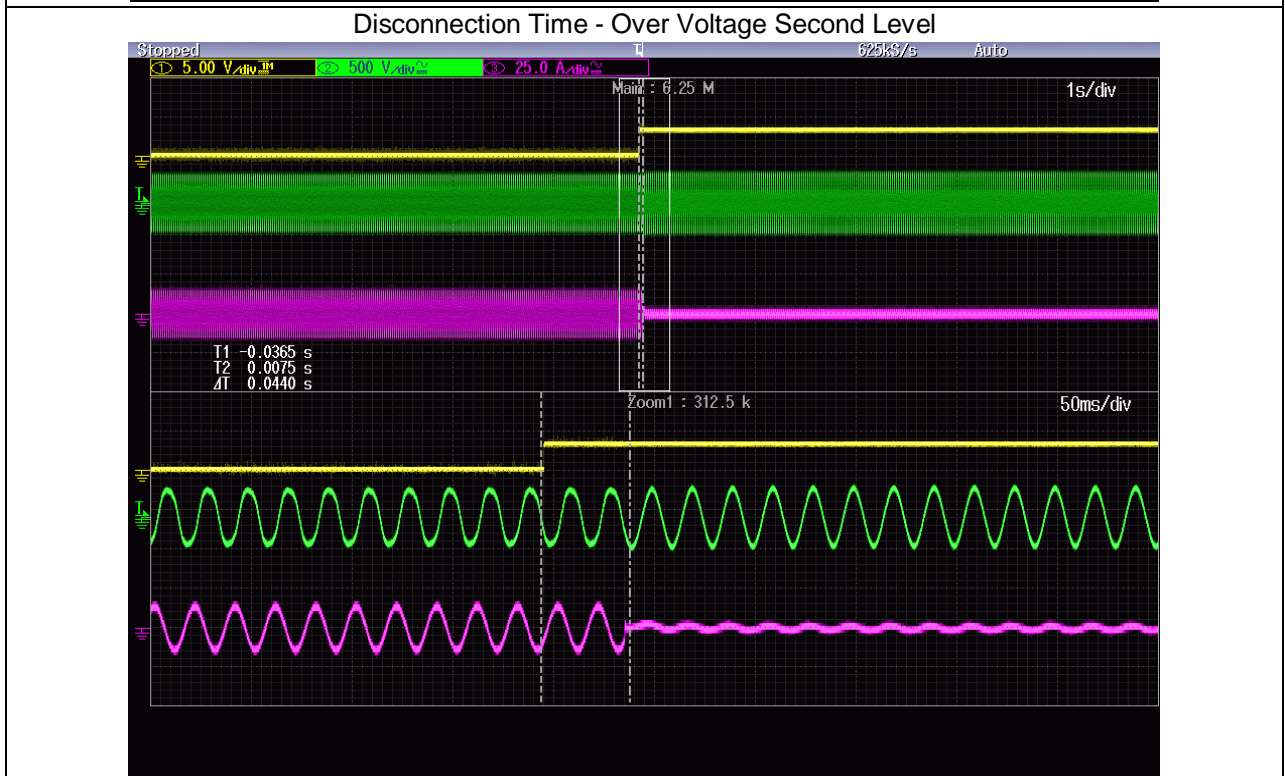 Disconnection Time - Over Voltage Second Level
Stopped T 625kS/s Auto
① 5.00 V/div ② 500 V/div ③ 25.0 A/div
Main : 6.25 M 1s/div
T
T1 -0.0365 s
T2 0.0075 s
ΔT 0.0440 s
Zoom1 : 312.5 k 50ms/div
T